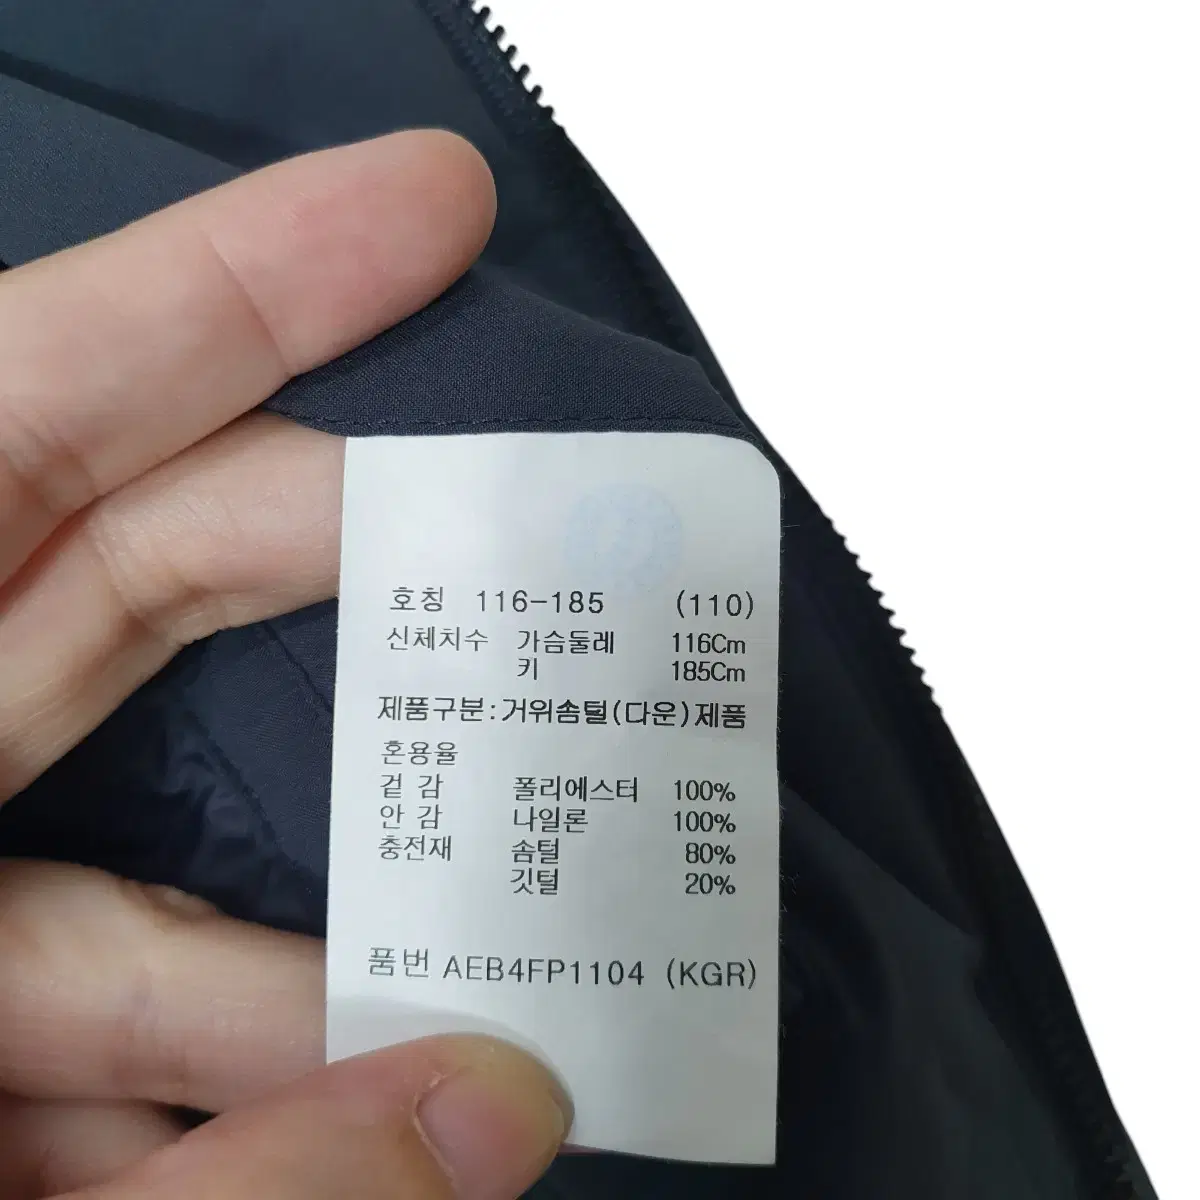 호칭 116-185 (110)
신체치수 가슴둘레 116Cm
키 185Cm
제품구분:거위솜털(다운)제품
혼용율
겉 감 폴리에스터 100%
안 감 나일론 100%
충전재 솜털 80%
깃털 20%
품번 AEB4FP1104 (KGR)